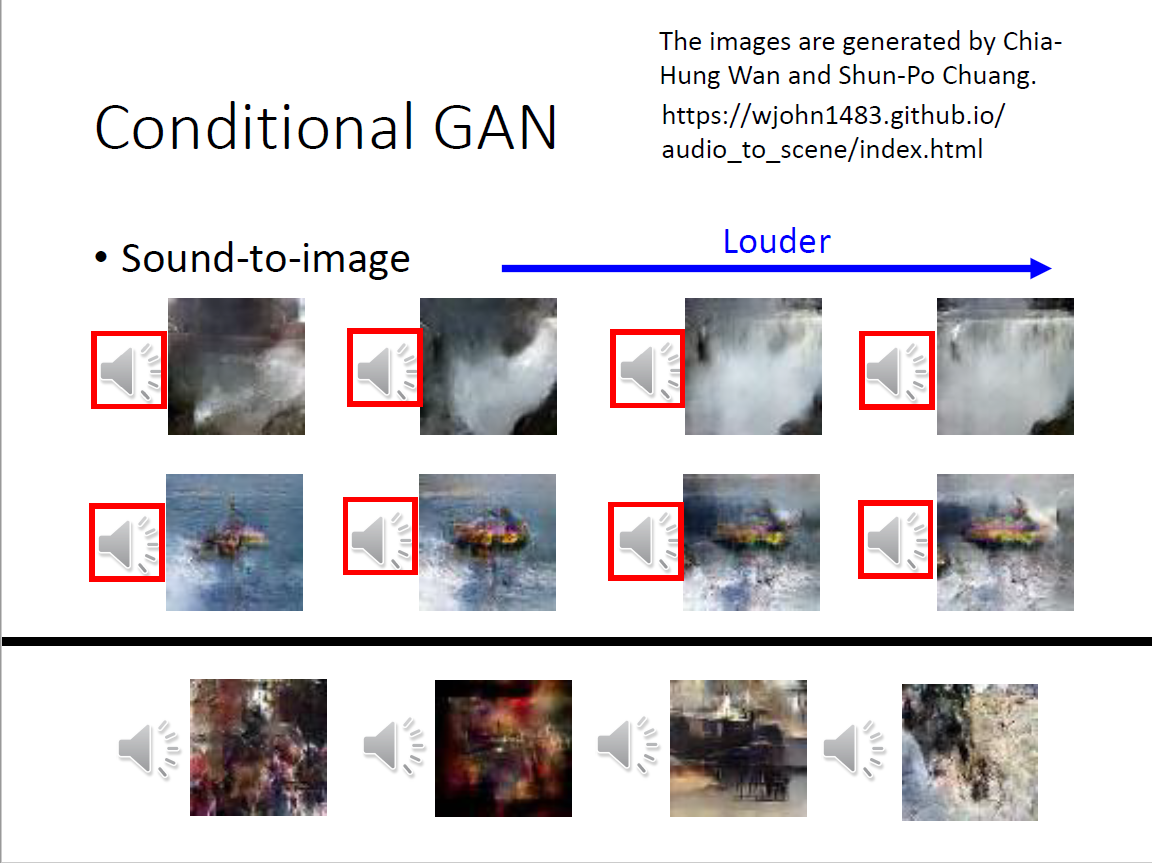 The images are generated by Chia-
Hung Wan and Shun-Po Chuang.
https://wjohn1483.github.io/
audio_to_scene/index.html
Conditional GAN
• Sound-to-image
Louder